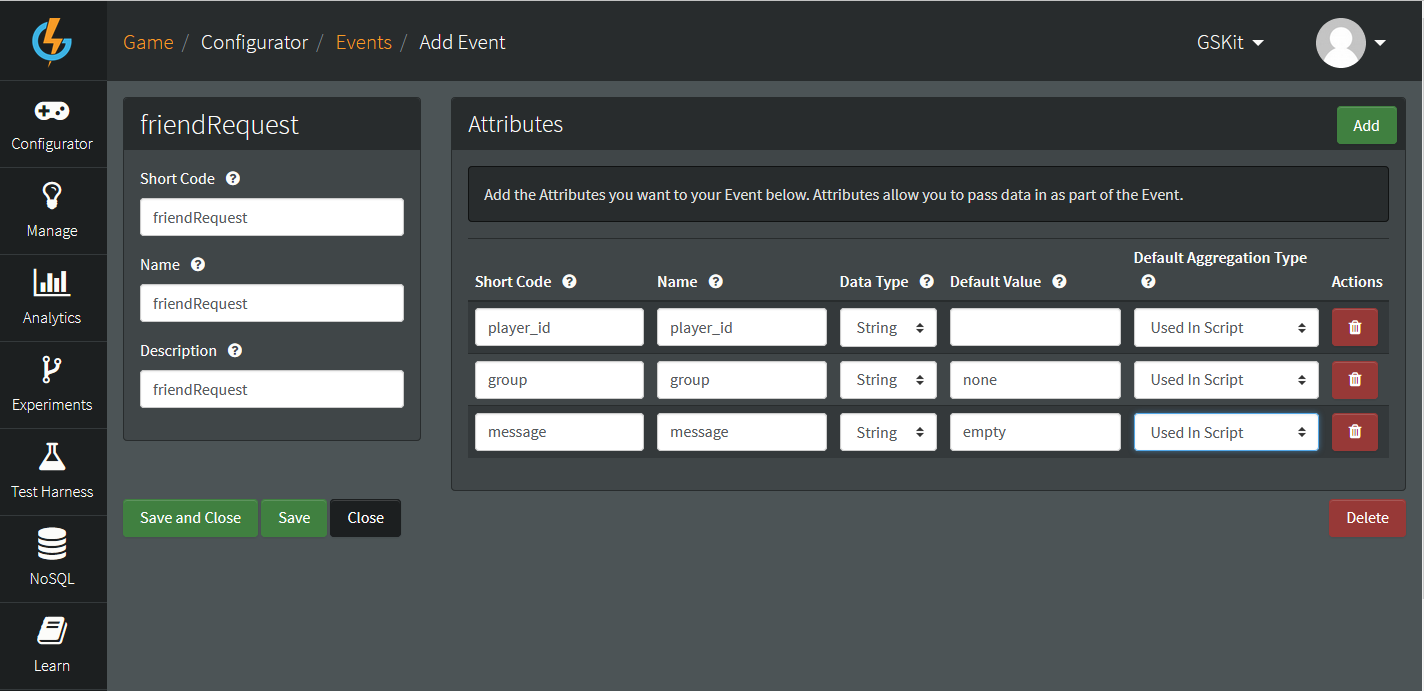 Game / Configurator / Events / Add Event
GSKit
Configurator
Manage
Analytics
Experiments
Test Harness
NoSQL
Learn
friendRequest
Short Code ?
friendRequest
Name ?
friendRequest
Description ?
friendRequest
Save and Close Save Close
Attributes
Add
Add the Attributes you want to your Event below. Attributes allow you to pass data in as part of the Event.
Short Code ? Name ? Data Type ? Default Value ? Default Aggregation Type ? Actions
player_id player_id String Used In Script
group group String none Used In Script
message message String empty Used In Script
Delete